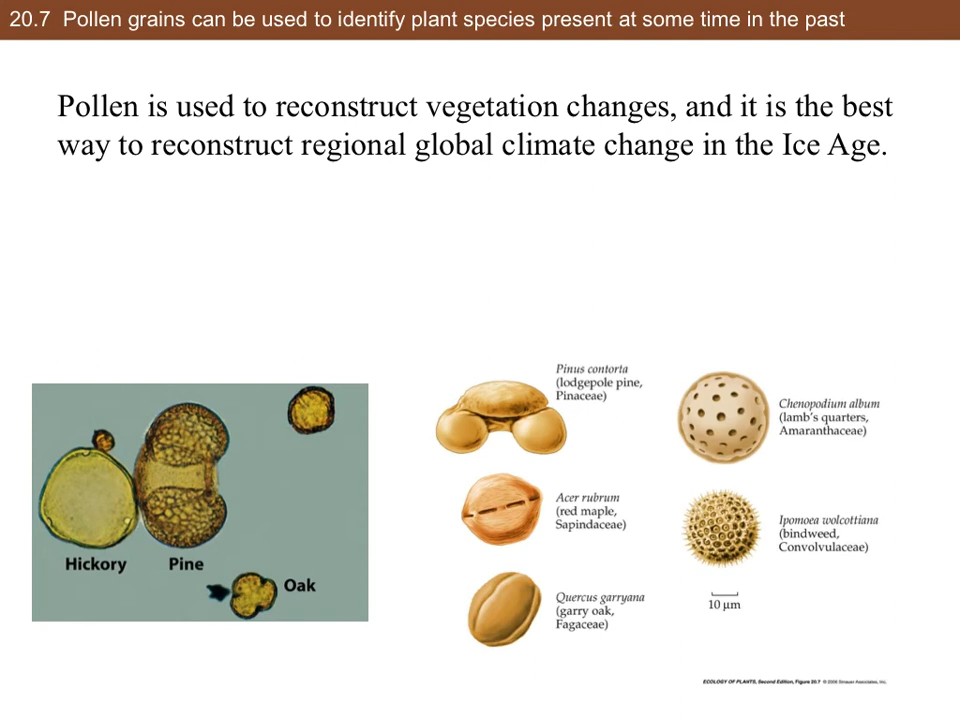 20.7 Pollen grains can be used to identify plant species present at some time in the past
Pollen is used to reconstruct vegetation changes, and it is the best
way to reconstruct regional global climate change in the Ice Age.
Hickory
Pine
Oak
Pinus contorta
(lodgepole pine,
Pinaceae)
Acer rubrum
(red maple,
Sapindaceae)
Quercus garryana
(garry oak,
Fagaceae)
Chenopodium album
(lamb's quarters,
Amaranthaceae)
Ipomoea wolcottiana
(bindweed,
Convolvulaceae)
10 μm
ECOLOGY OF PLANTS, Second Edition, Figure 20.7 © 2006 Sinauer Associates, Inc.